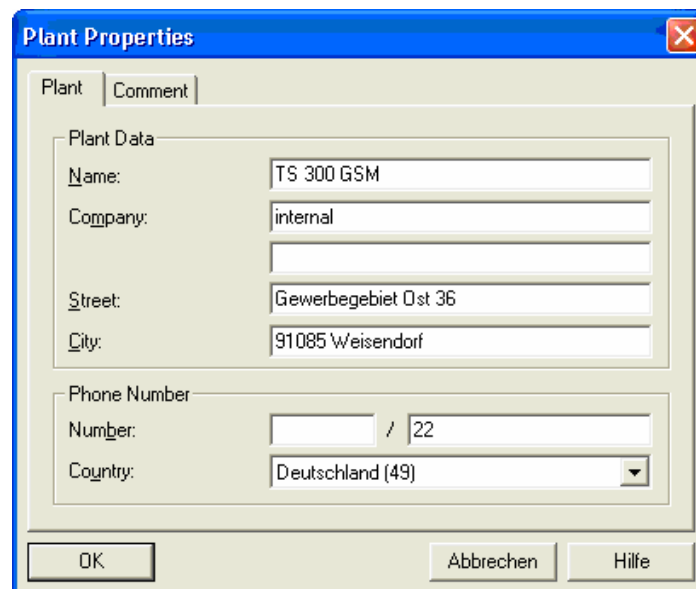 Plant Properties
Plant Comment
Plant Data
Name: TS 300 GSM
Company: internal
Street: Gewerbegebiet Ost 36
City: 91085 Weisendorf
Phone Number
Number: / 22
Country: Deutschland (49)
OK Abbrechen Hilfe